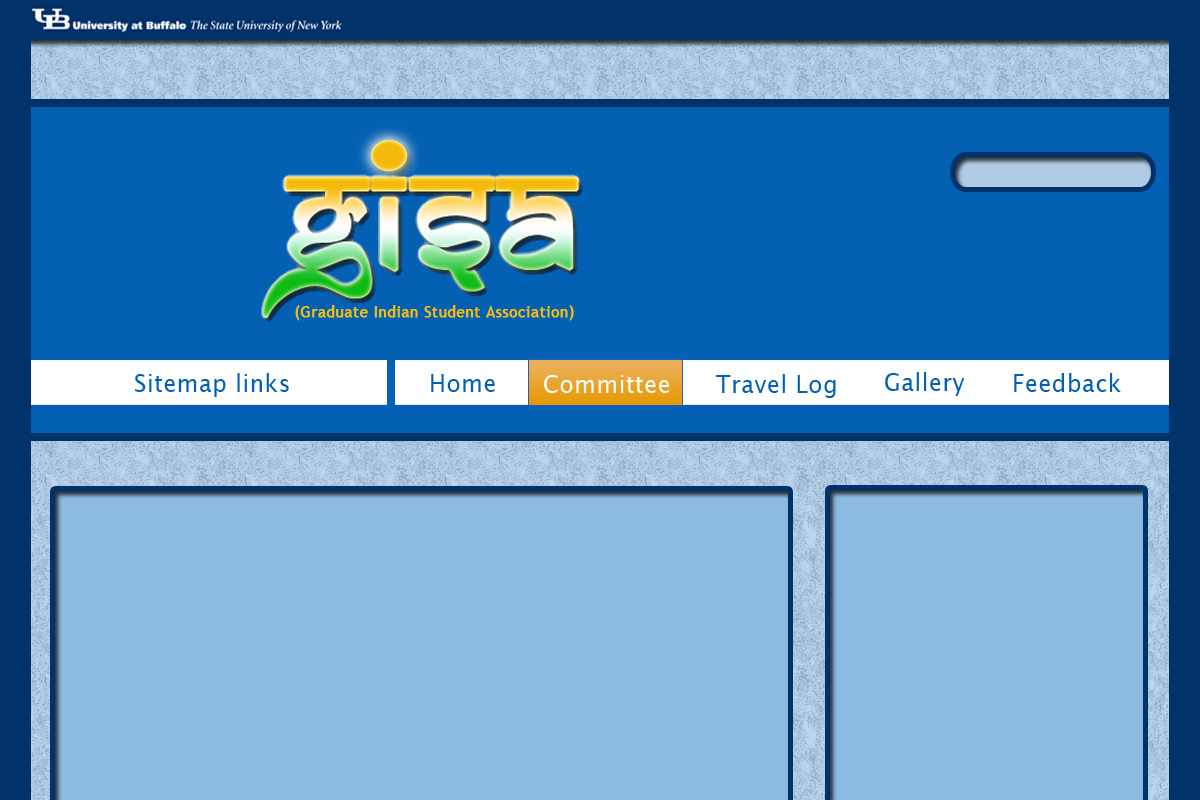 UB University at Buffalo The State University of New York
gisa
(Graduate Indian Student Association)
Sitemap links Home Committee Travel Log Gallery Feedback